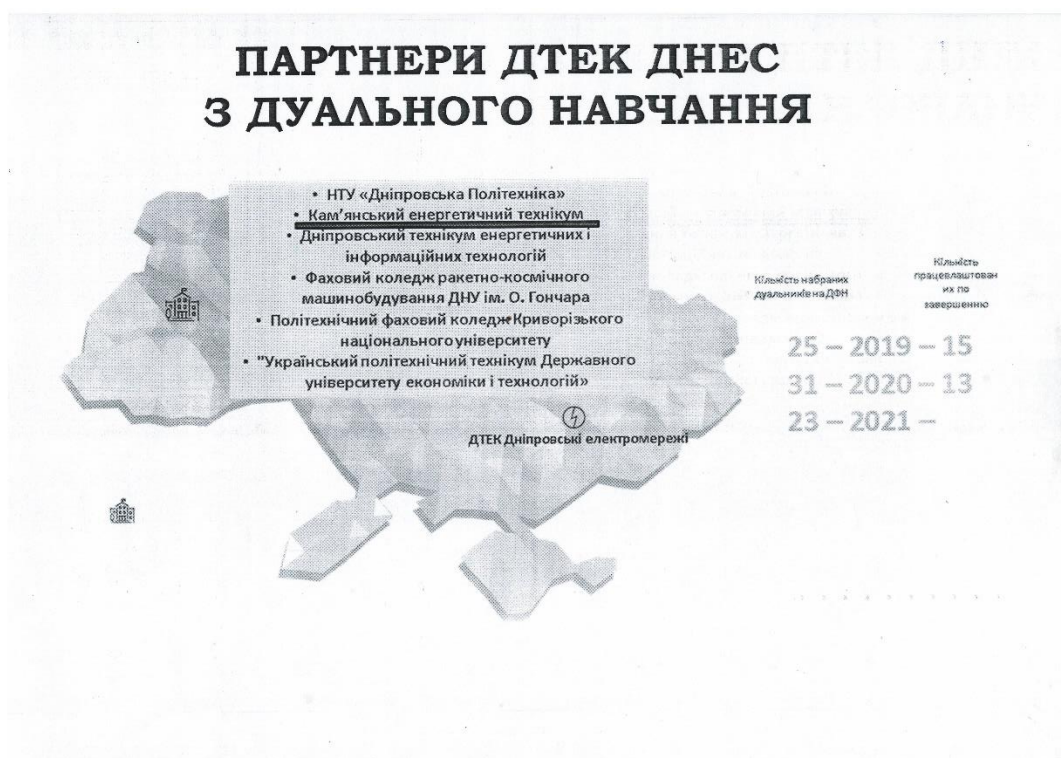 ПАРТНЕРИ ДТЕК ДНЕС
З ДУАЛЬНОГО НАВЧАННЯ
• НТУ «Дніпровська Політехніка»
• Кам’янський енергетичний технікум
• Дніпровський технікум енергетичних і
інформаційних технологій
• Фаховий коледж ракетно-космічного
машинобудування ДНУ ім. О. Гончара
• Політехнічний фаховий коледж Криворізького
національного університету
• "Український політехнічний технікум Державного
університету економіки і технологій»
ДТЕК Дніпровські електромережі
Кількість набраних
дуальників на ДФН
Кількість
працевлаштован
их по
завершенню
25 – 2019 – 15
31 – 2020 – 13
23 – 2021 –